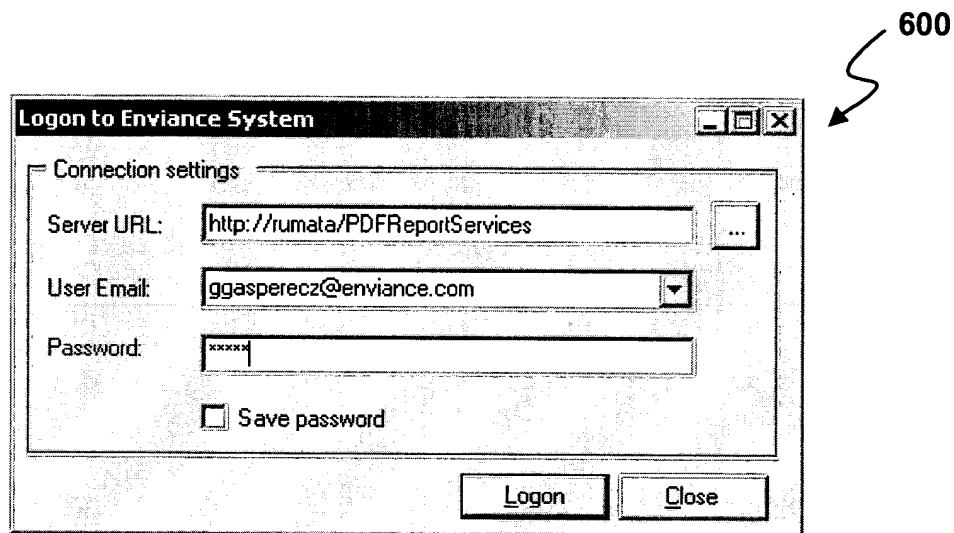 600
Logon to Enviance System
Connection settings
Server URL: http://rumata/PDFReportServices ...
User Email: ggasperecz@enviance.com
Password: *****
Save password
Logon Close